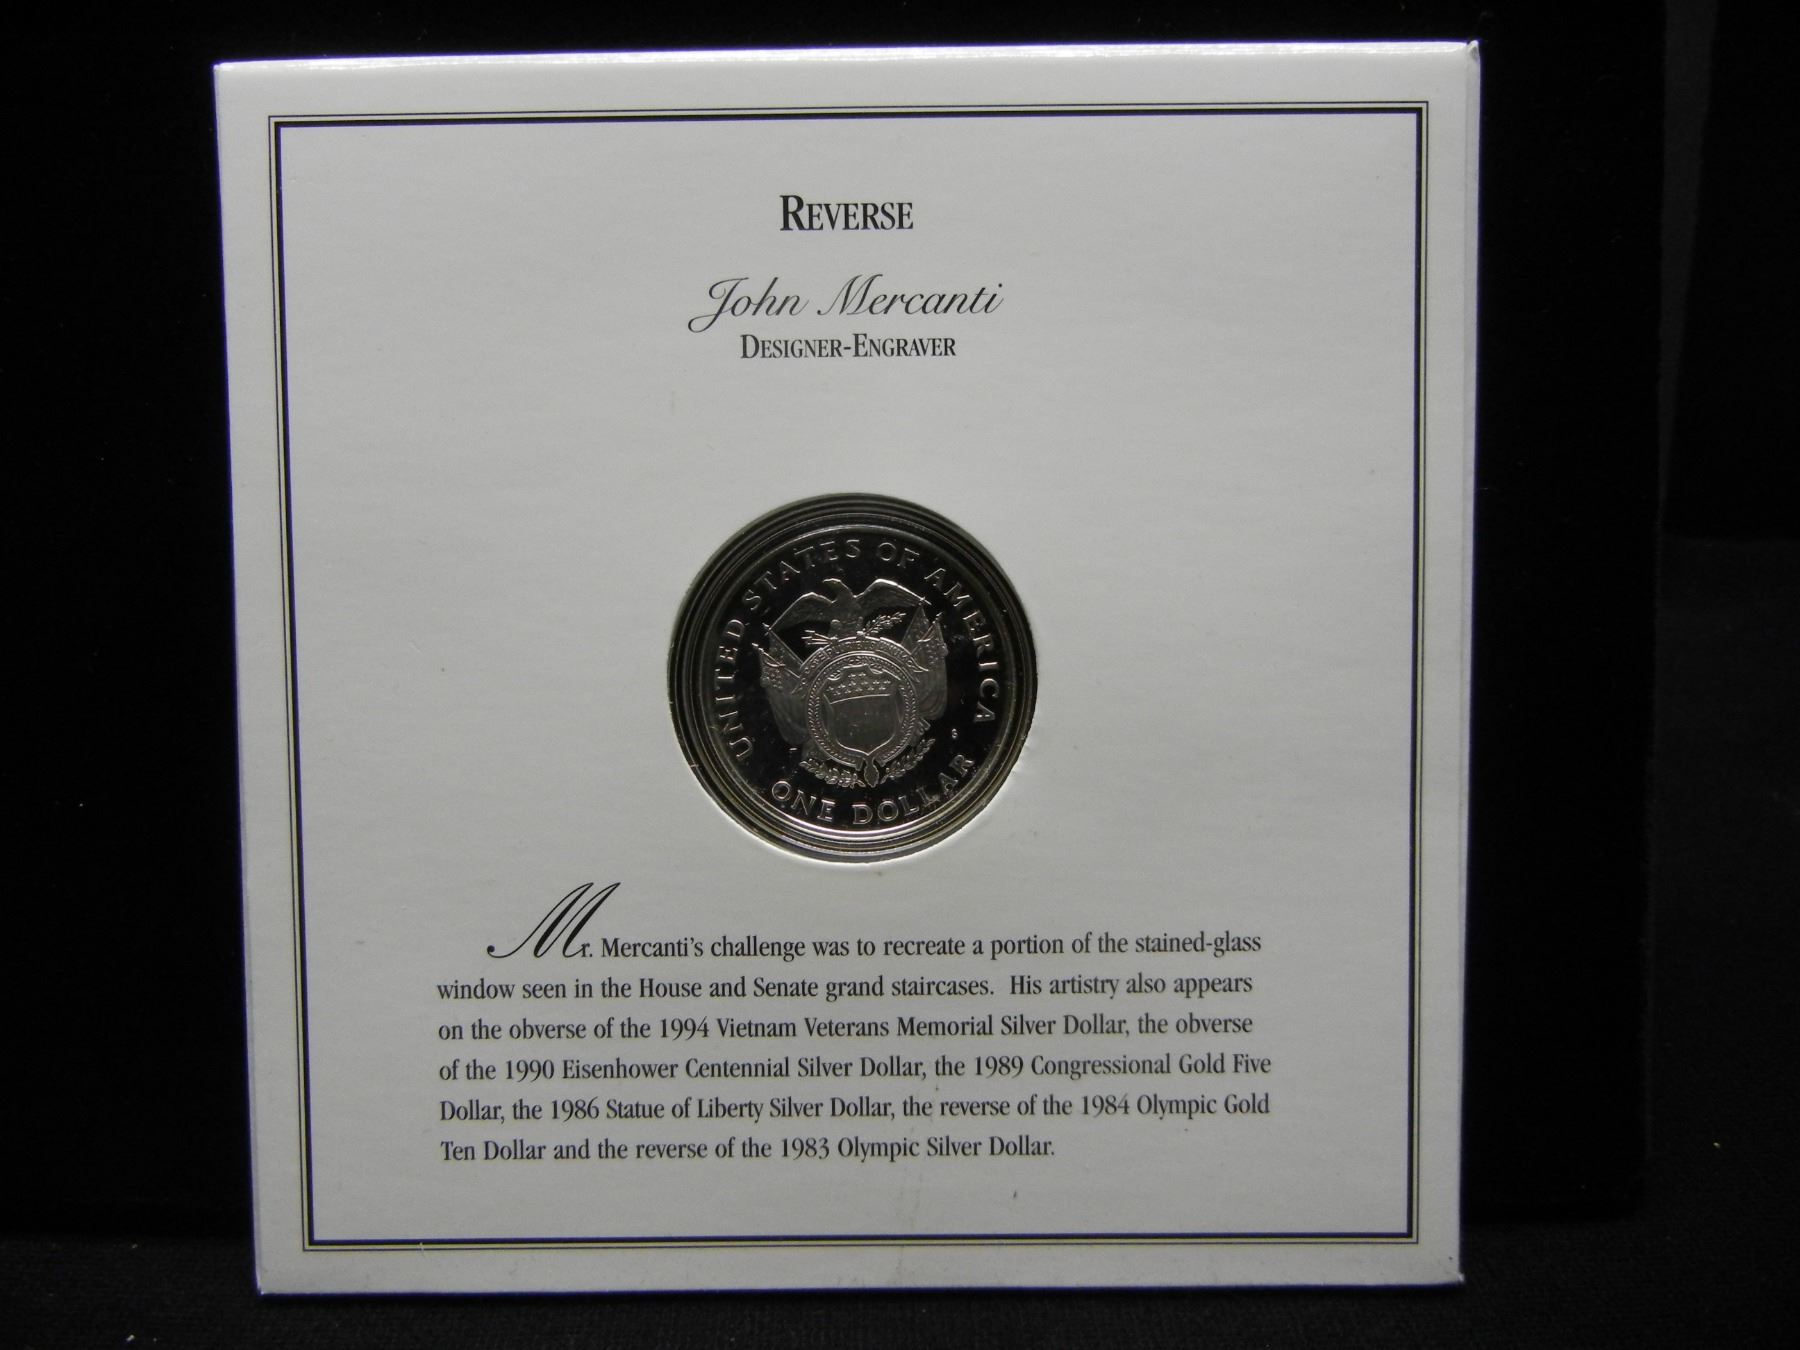 REVERSE
John Mercanti
DESIGNER-ENGRAVER
UNITED STATES OF AMERICA
ONE DOLLAR
Mr. Mercanti's challenge was to recreate a portion of the stained-glass
window seen in the House and Senate grand staircases. His artistry also appears
on the obverse of the 1994 Vietnam Veterans Memorial Silver Dollar, the obverse
of the 1990 Eisenhower Centennial Silver Dollar, the 1989 Congressional Gold Five
Dollar, the 1986 Statue of Liberty Silver Dollar, the reverse of the 1984 Olympic Gold
Ten Dollar and the reverse of the 1983 Olympic Silver Dollar.